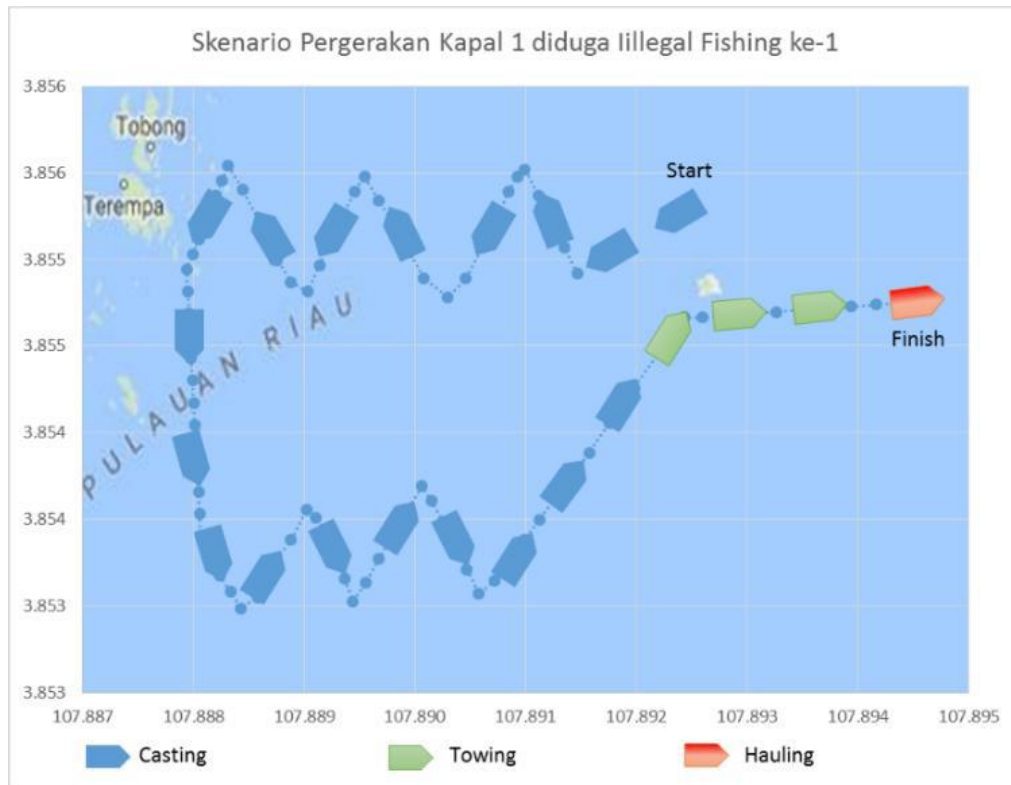 Skenario Pergerakan Kapal 1 diduga Iillegal Fishing ke-1
3.856
Tobong
3.856
Start
Terempa
3.855
PULAUAN RIAU
Finish
3.855
3.854
3.854
3.853
3.853
107.887 107.888 107.889 107.890 107.891 107.892 107.893 107.894 107.895
Casting Towing Hauling